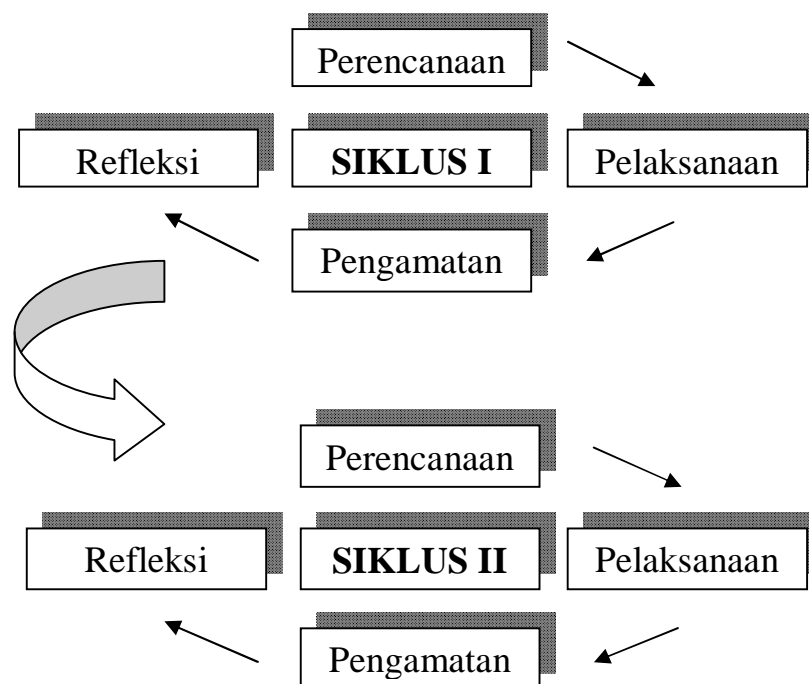 Perencanaan
Refleksi
SIKLUS I
Pelaksanaan
Pengamatan
Perencanaan
Refleksi
SIKLUS II
Pelaksanaan
Pengamatan